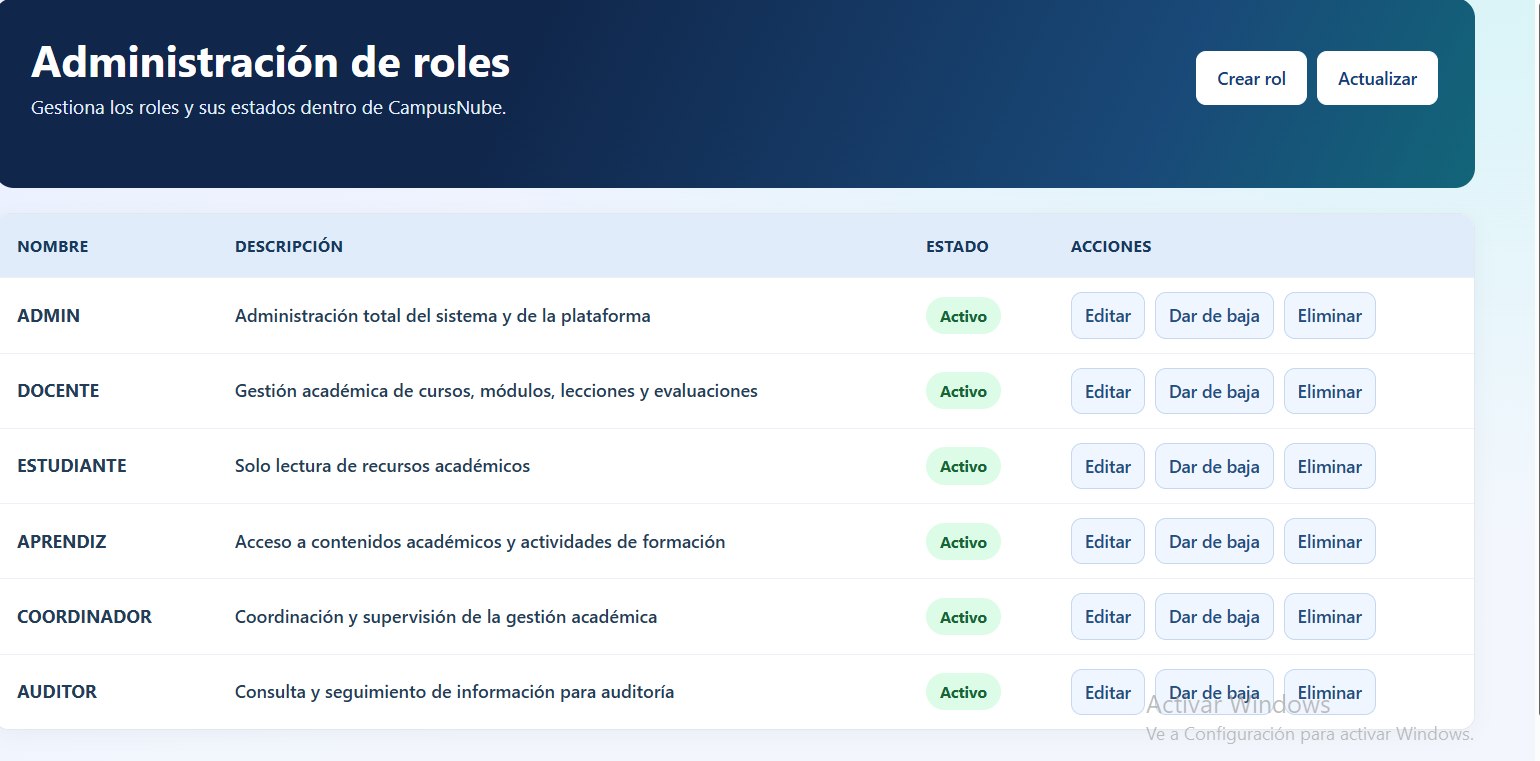 Administración de roles
Gestiona los roles y sus estados dentro de CampusNube.
Crear rol
Actualizar
NOMBRE DESCRIPCIÓN ESTADO ACCIONES
ADMIN Administración total del sistema y de la plataforma Activo Editar Dar de baja Eliminar
DOCENTE Gestión académica de cursos, módulos, lecciones y evaluaciones Activo Editar Dar de baja Eliminar
ESTUDIANTE Solo lectura de recursos académicos Activo Editar Dar de baja Eliminar
APRENDIZ Acceso a contenidos académicos y actividades de formación Activo Editar Dar de baja Eliminar
COORDINADOR Coordinación y supervisión de la gestión académica Activo Editar Dar de baja Eliminar
AUDITOR Consulta y seguimiento de información para auditoría Activo Editar Dar de baja Eliminar
Activar Windows
Ve a Configuración para activar Windows.